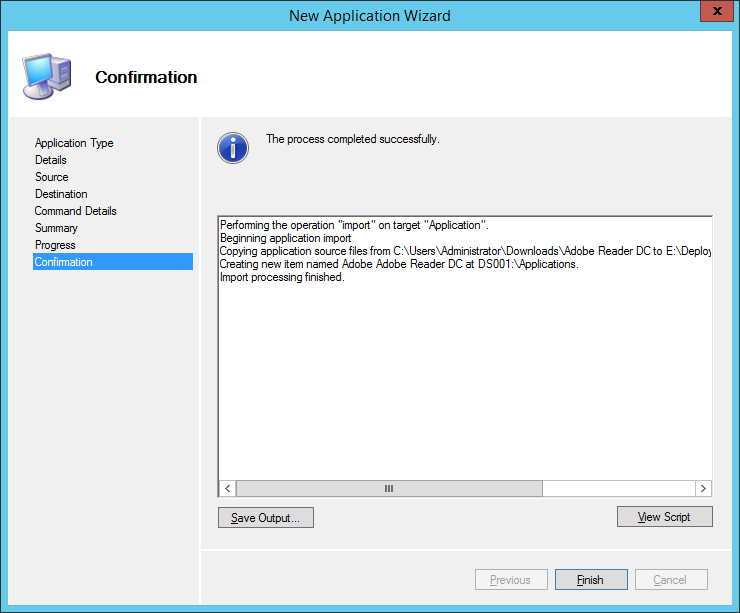 New Application Wizard
x
Confirmation
Application Type
Details
Source
Destination
Command Details
Summary
Progress
Confirmation
The process completed successfully.
Performing the operation "import" on target "Application".
Beginning application import
Copying application source files from C:\Users\Administrator\Downloads\Adobe Reader DC to E:\Deploy
Creating new item named Adobe Adobe Reader DC at DS001:\Applications.
Import processing finished.
Save Output...
View Script
Previous
Finish
Cancel